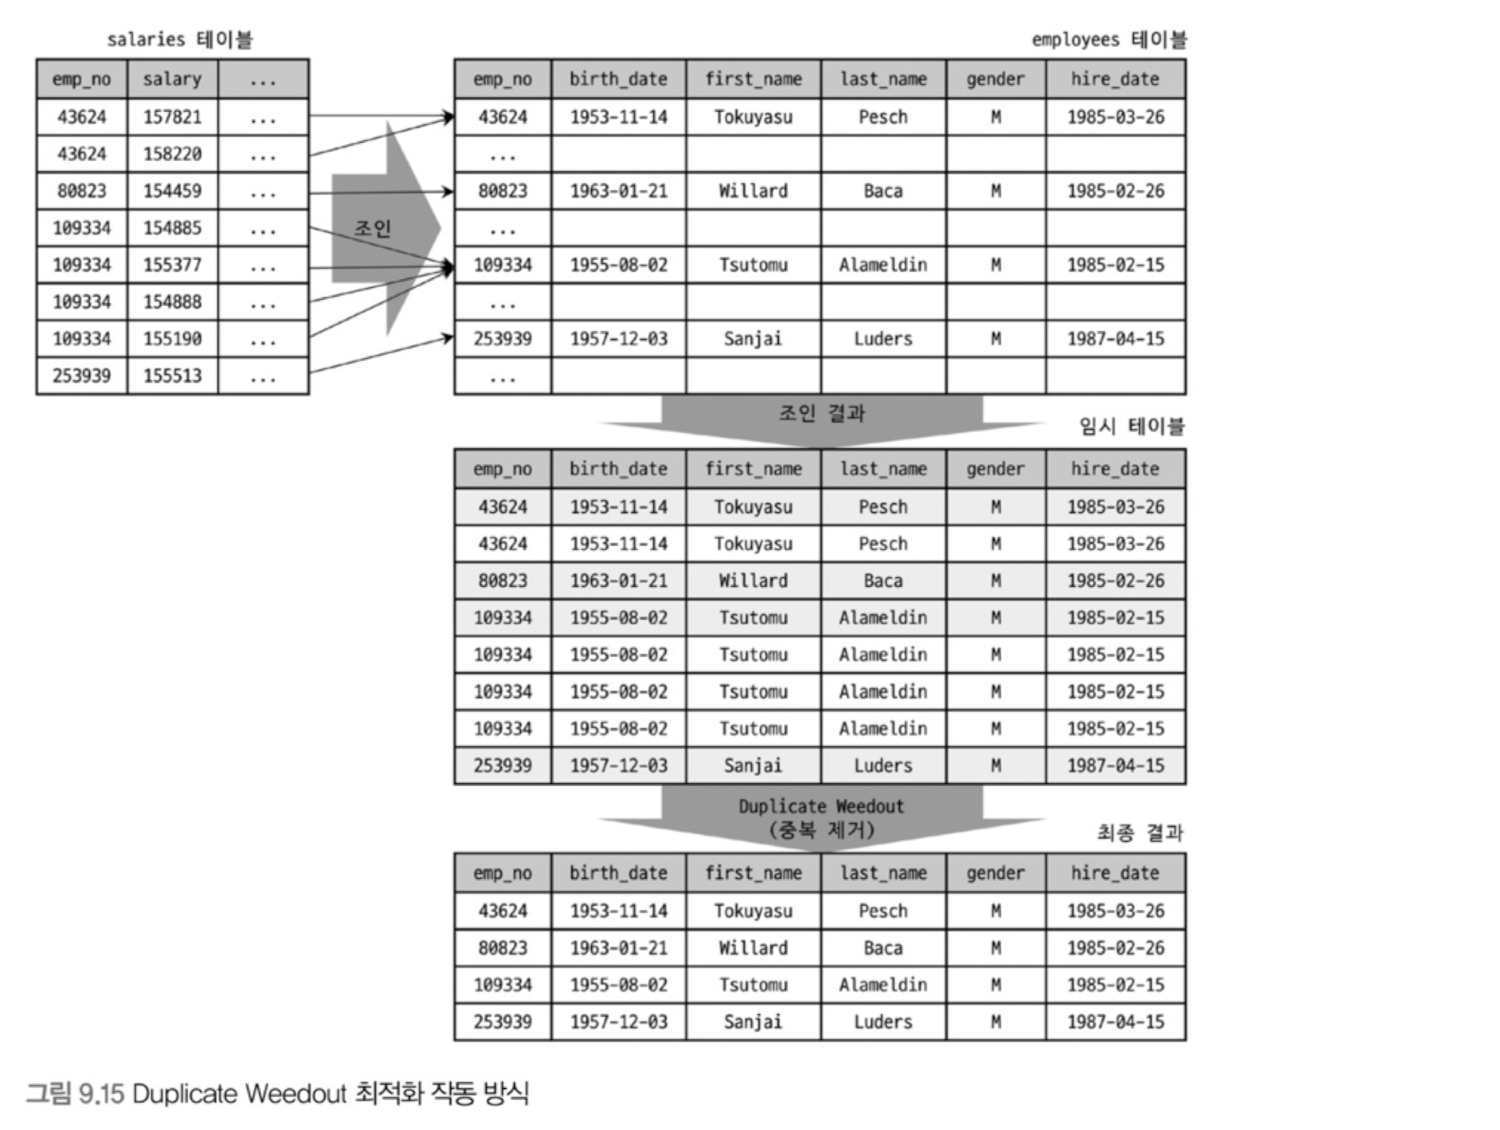 salaries 테이블
emp_no salary ...
43624 157821 ...
43624 158220 ...
80823 154459 ...
109334 154885 ...
109334 155377 ...
109334 154888 ...
109334 155190 ...
253939 155513 ...
조인
employees 테이블
emp_no birth_date first_name last_name gender hire_date
43624 1953-11-14 Tokuyasu Pesch M 1985-03-26
...
80823 1963-01-21 Willard Baca M 1985-02-26
...
109334 1955-08-02 Tsutomu Alameldin M 1985-02-15
...
253939 1957-12-03 Sanjai Luders M 1987-04-15
...
조인 결과
임시 테이블
emp_no birth_date first_name last_name gender hire_date
43624 1953-11-14 Tokuyasu Pesch M 1985-03-26
43624 1953-11-14 Tokuyasu Pesch M 1985-03-26
80823 1963-01-21 Willard Baca M 1985-02-26
109334 1955-08-02 Tsutomu Alameldin M 1985-02-15
109334 1955-08-02 Tsutomu Alameldin M 1985-02-15
109334 1955-08-02 Tsutomu Alameldin M 1985-02-15
109334 1955-08-02 Tsutomu Alameldin M 1985-02-15
253939 1957-12-03 Sanjai Luders M 1987-04-15
Duplicate Weedout
(중복 제거)
최종 결과
emp_no birth_date first_name last_name gender hire_date
43624 1953-11-14 Tokuyasu Pesch M 1985-03-26
80823 1963-01-21 Willard Baca M 1985-02-26
109334 1955-08-02 Tsutomu Alameldin M 1985-02-15
253939 1957-12-03 Sanjai Luders M 1987-04-15
그림 9.15 Duplicate Weedout 최적화 작동 방식